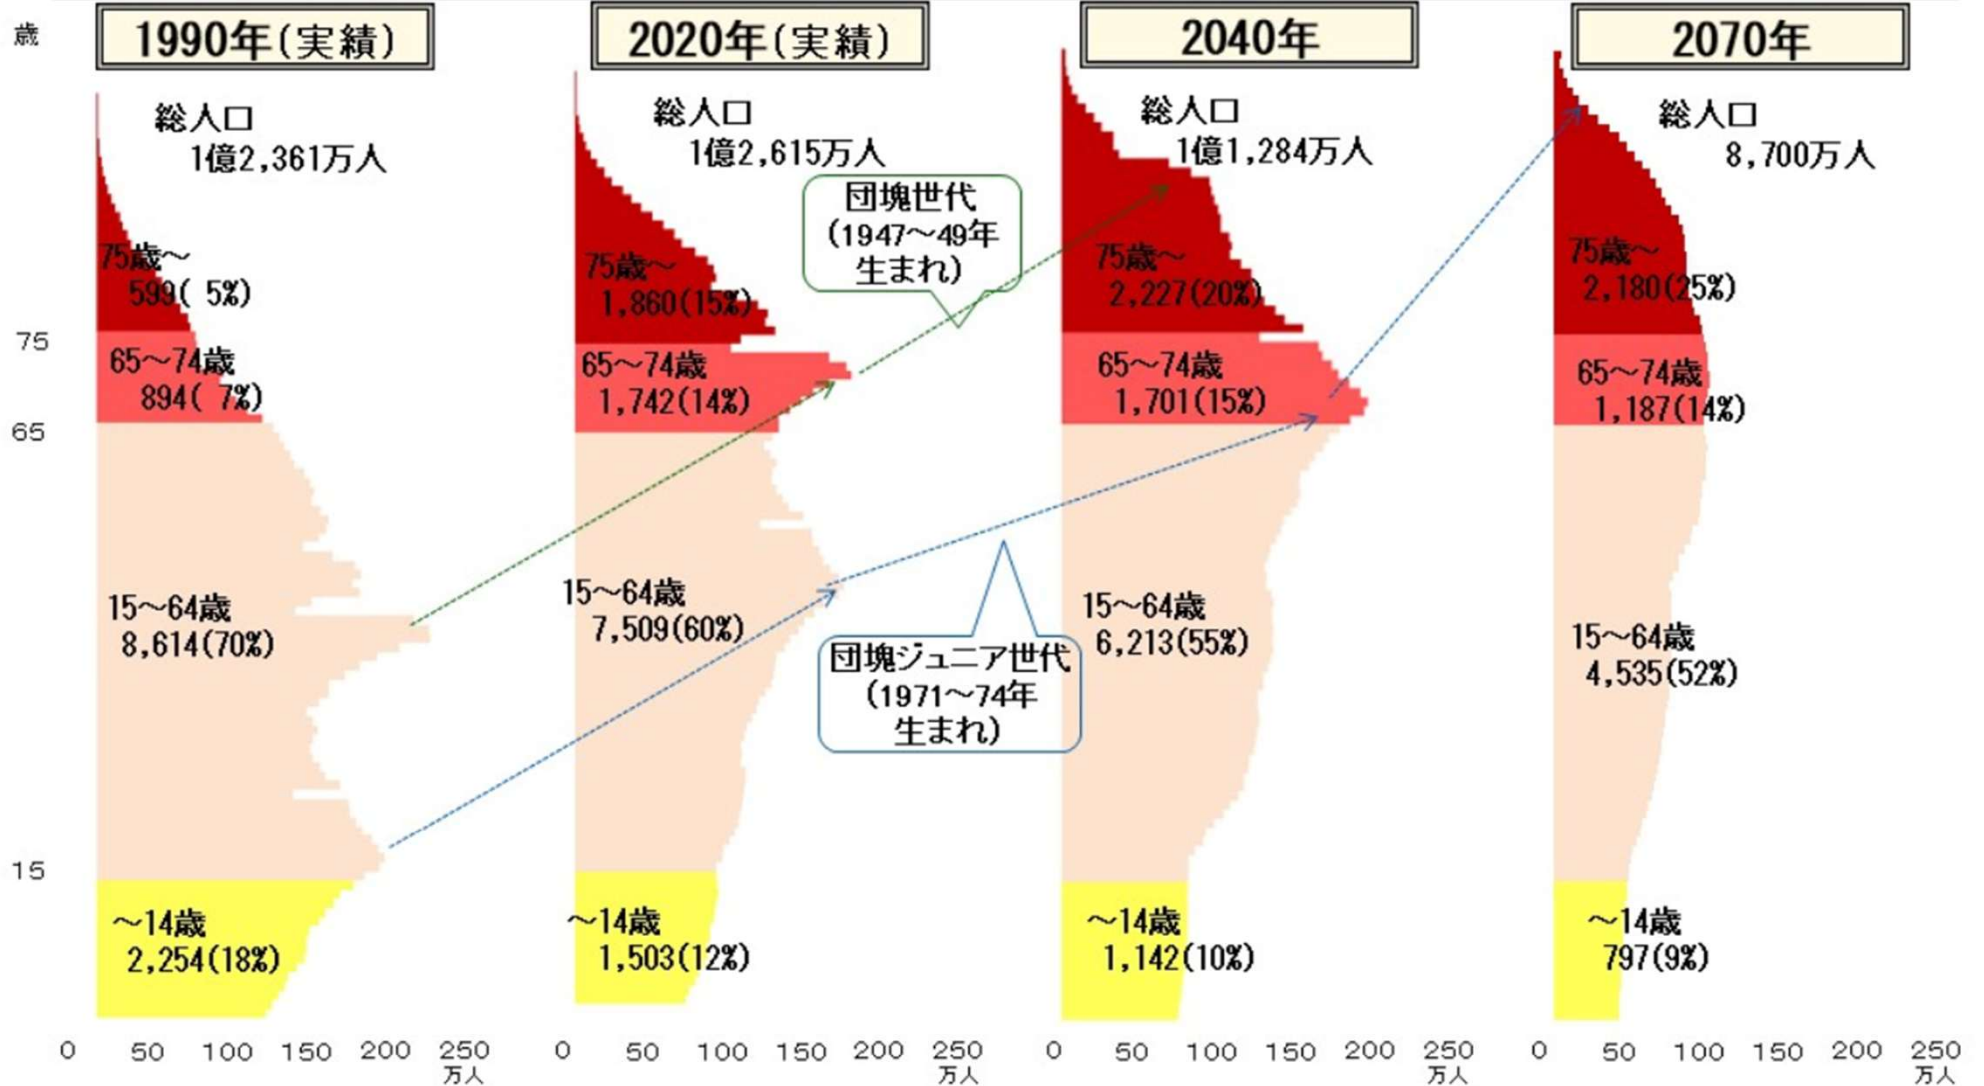 歳
1990年(実績)
総人口
1億2,361万人
75歳～
599( 5%)
75
65～74歳
894( 7%)
65
15～64歳
8,614(70%)
15
～14歳
2,254(18%)
0 50 100 150 200 250
万人
2020年(実績)
総人口
1億2,615万人
75歳～
1,860(15%)
65～74歳
1,742(14%)
15～64歳
7,509(60%)
～14歳
1,503(12%)
0 50 100 150 200 250
万人
団塊世代
(1947～49年
生まれ)
団塊ジュニア世代
(1971～74年
生まれ)
2040年
総人口
1億1,284万人
75歳～
2,227(20%)
65～74歳
1,701(15%)
15～64歳
6,213(55%)
～14歳
1,142(10%)
0 50 100 150 200 250
万人
2070年
総人口
8,700万人
75歳～
2,180(25%)
65～74歳
1,187(14%)
15～64歳
4,535(52%)
～14歳
797(9%)
0 50 100 150 200 250
万人